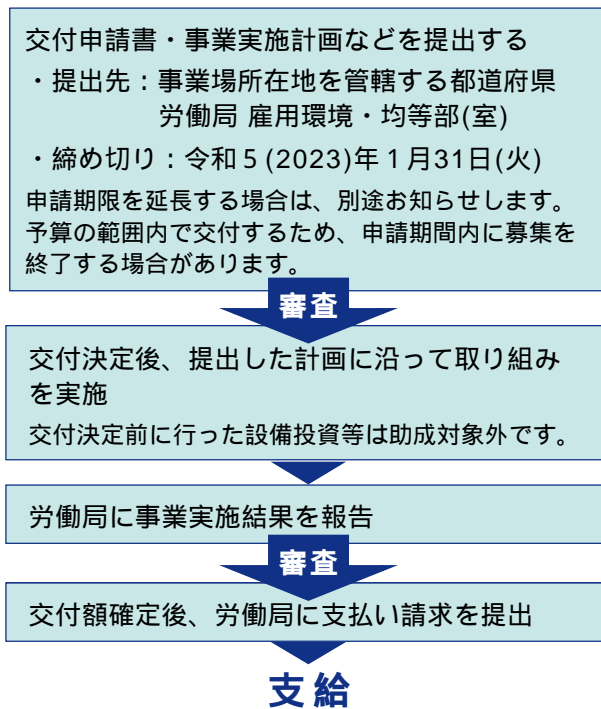 交付申請書・事業実施計画などを提出する
・提出先：事業場所在地を管轄する都道府県
労働局 雇用環境・均等部(室)
・締め切り：令和５(2023)年１月31日(火)
申請期限を延長する場合は、別途お知らせします。
予算の範囲内で交付するため、申請期間内に募集を
終了する場合があります。
審査
交付決定後、提出した計画に沿って取り組み
を実施
交付決定前に行った設備投資等は助成対象外です。
労働局に事業実施結果を報告
審査
交付額確定後、労働局に支払い請求を提出
支給